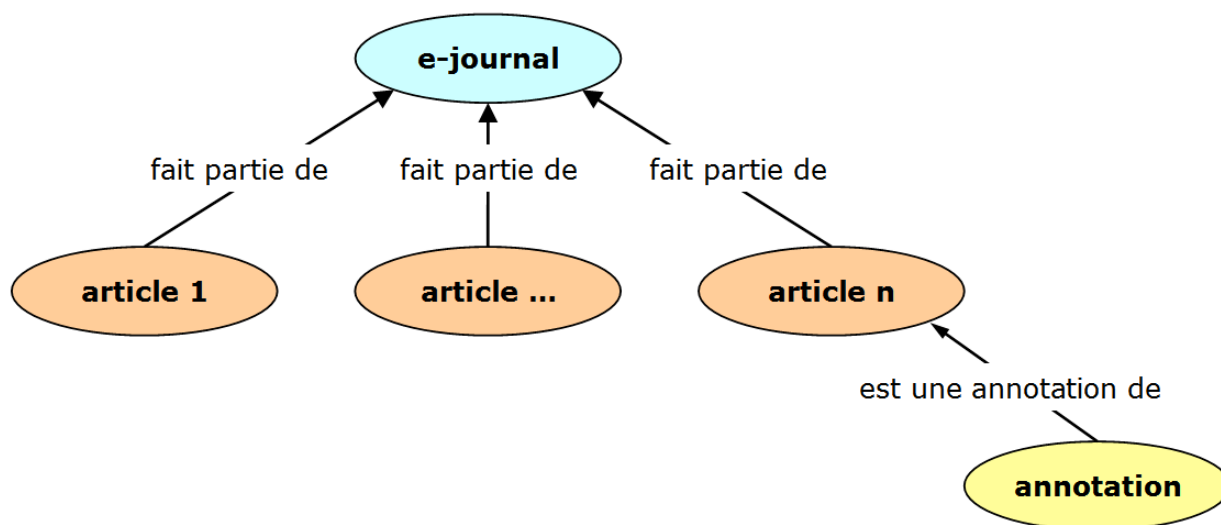 e-journal
fait partie de
fait partie de
fait partie de
article 1
article ...
article n
est une annotation de
annotation